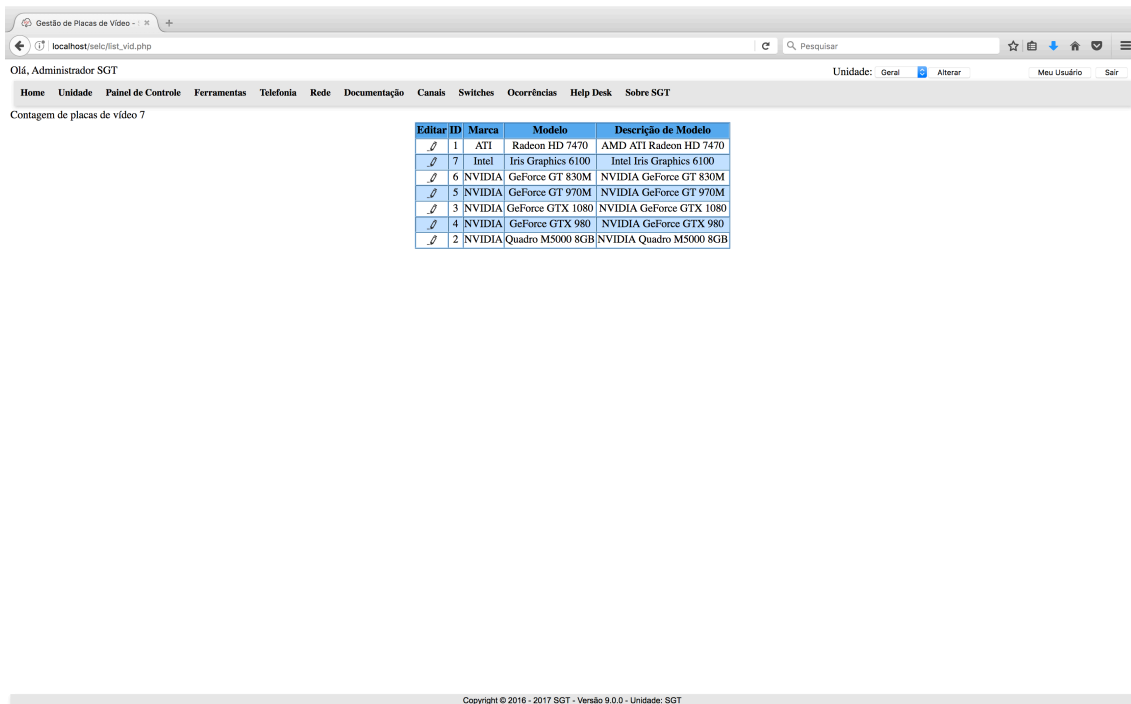 Gestão de Placas de Vídeo -
localhost/selc/list_vid.php
Pesquisar
Olá, Administrador SGT
Unidade: Geral Alterar Meu Usuário Sair
Home Unidade Painel de Controle Ferramentas Telefonia Rede Documentação Canais Switches Ocorrências Help Desk Sobre SGT
Contagem de placas de vídeo 7
Editar ID Marca Modelo Descrição de Modelo
1 ATI Radeon HD 7470 AMD ATI Radeon HD 7470
7 Intel Iris Graphics 6100 Intel Iris Graphics 6100
6 NVIDIA GeForce GT 830M NVIDIA GeForce GT 830M
5 NVIDIA GeForce GT 970M NVIDIA GeForce GT 970M
3 NVIDIA GeForce GTX 1080 NVIDIA GeForce GTX 1080
4 NVIDIA GeForce GTX 980 NVIDIA GeForce GTX 980
2 NVIDIA Quadro M5000 8GB NVIDIA Quadro M5000 8GB
Copyright © 2016 - 2017 SGT - Versão 9.0.0 - Unidade: SGT